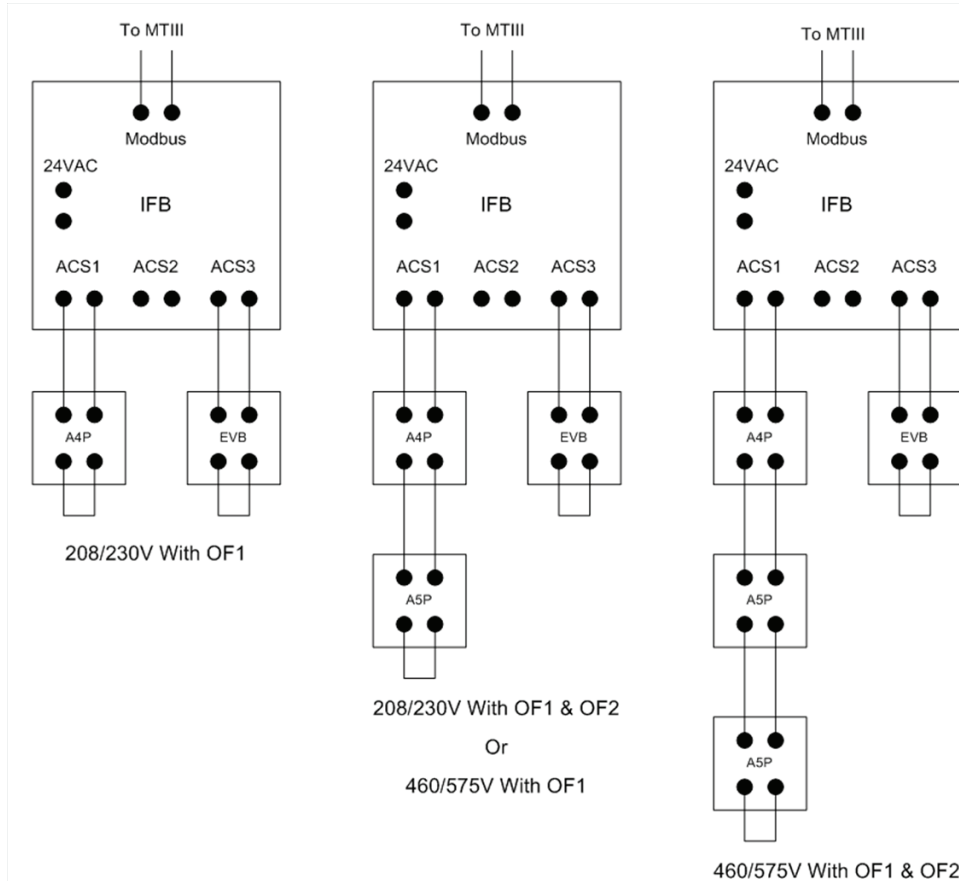 To MTIII
Modbus
24VAC
IFB
ACS1 ACS2 ACS3
A4P
EVB
208/230V With OF1
To MTIII
Modbus
24VAC
IFB
ACS1 ACS2 ACS3
A4P
EVB
A5P
208/230V With OF1 & OF2
Or
460/575V With OF1
To MTIII
Modbus
24VAC
IFB
ACS1 ACS2 ACS3
A4P
EVB
A5P
A5P
460/575V With OF1 & OF2